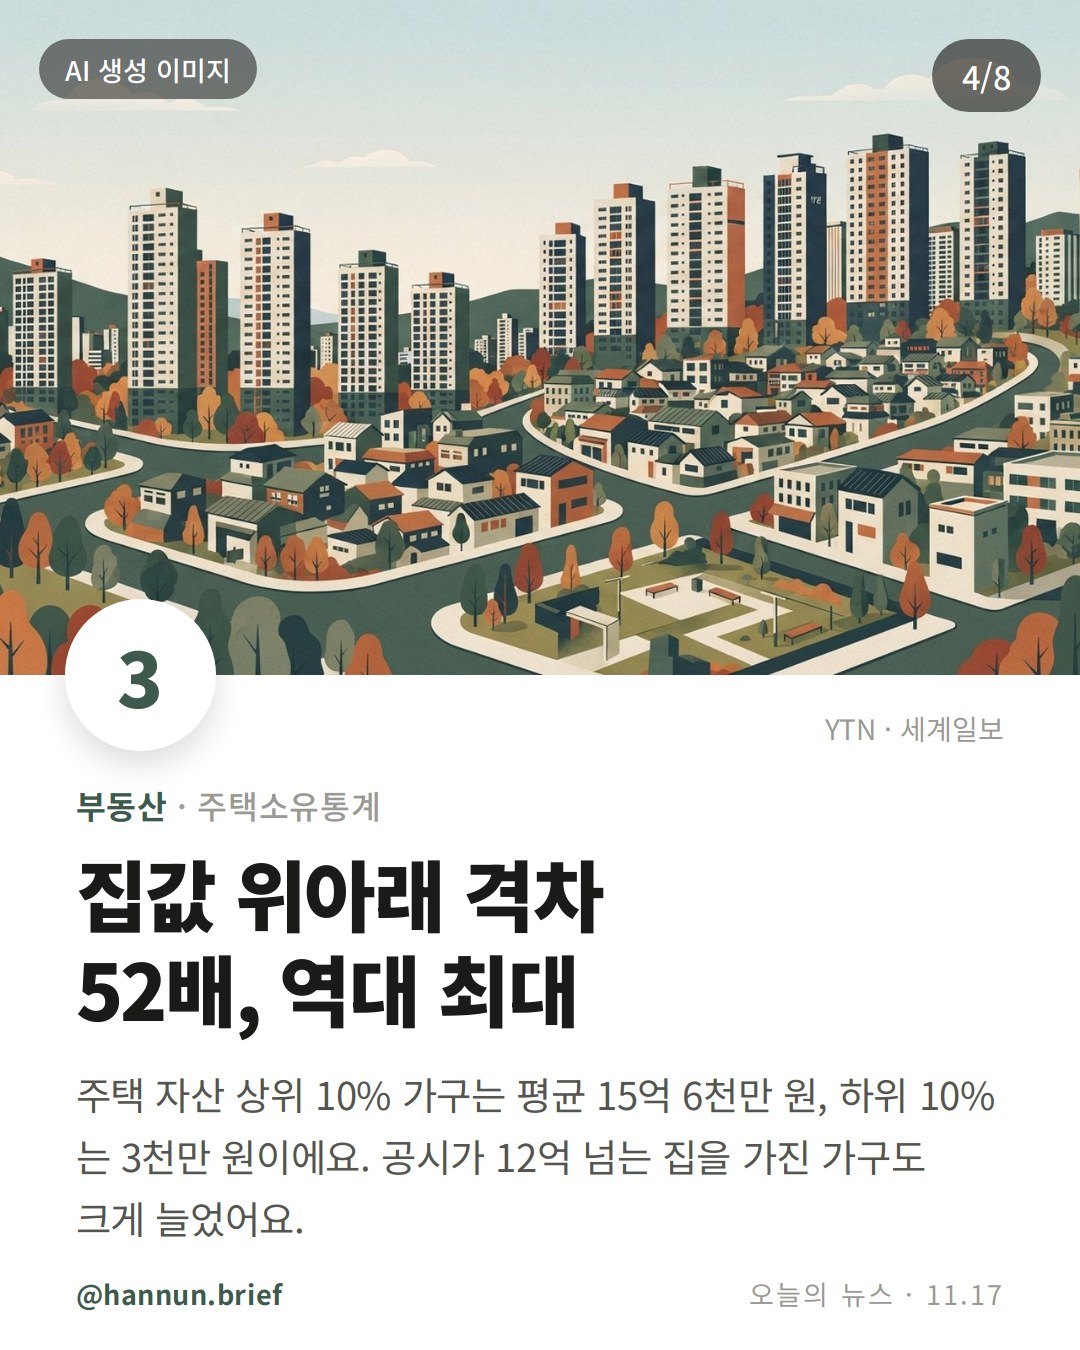 AI 생성 이미지
4/8
3
YTN · 세계일보
부동산 · 주택소유통계
집값 위아래 격차
52배, 역대 최대
주택 자산 상위 10% 가구는 평균 15억 6천만 원, 하위 10%
는 3천만 원이에요. 공시가 12억 넘는 집을 가진 가구도
크게 늘었어요.
@hannun.brief
오늘의 뉴스 · 11.17